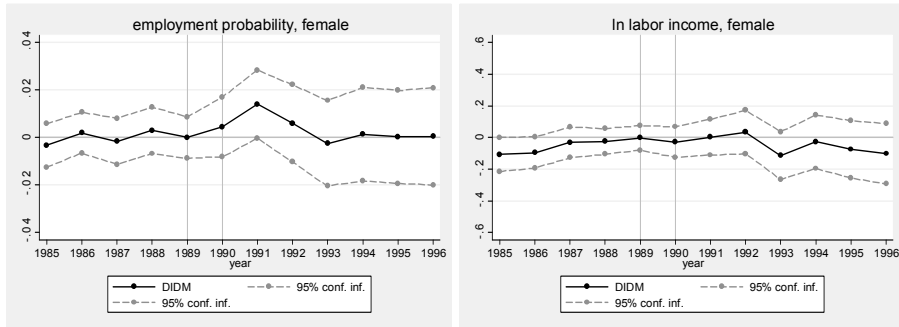 employment probability, female
.04
.02
0
-.02
-.04
1985 1986 1987 1988 1989 1990 1991 1992 1993 1994 1995 1996
year
DIDM
95% conf. inf.
95% conf. inf.
ln labor income, female
.6
.4
.2
0
-.2
-.4
-.6
1985 1986 1987 1988 1989 1990 1991 1992 1993 1994 1995 1996
year
DIDM
95% conf. inf.
95% conf. inf.